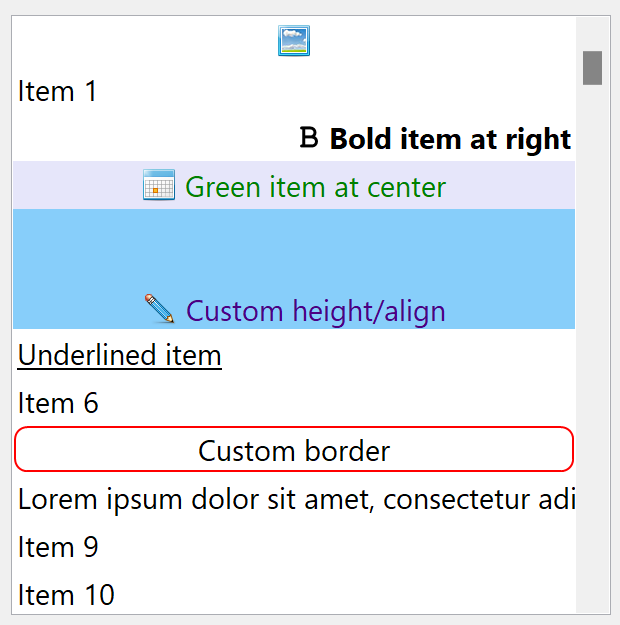 Item 1
B Bold item at right
Green item at center
Custom height/align
Underlined item
Item 6
Custom border
Lorem ipsum dolor sit amet, consectetur adi
Item 9
Item 10